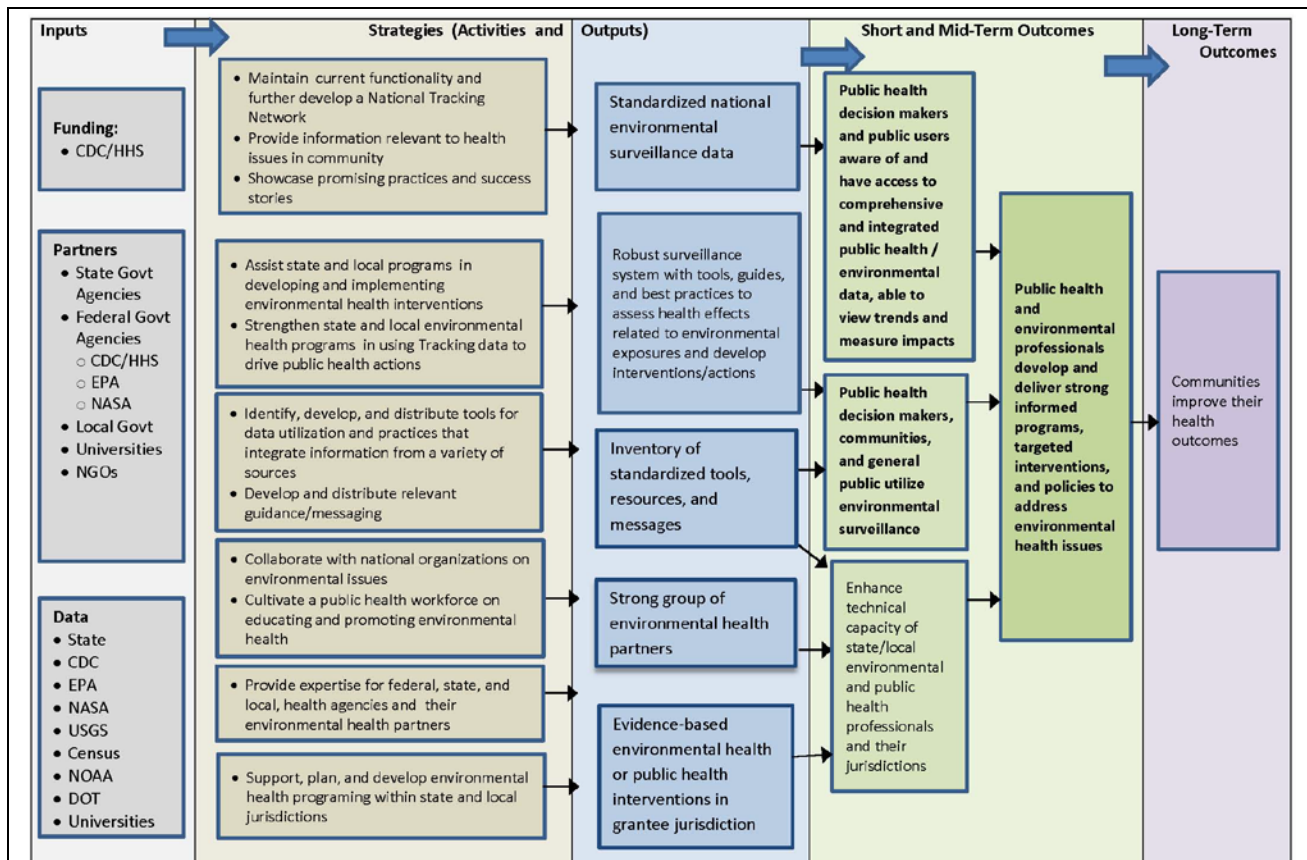 Inputs
Strategies (Activities and
Outputs)
Short and Mid-Term Outcomes
Long-Term
Outcomes
Funding:
• CDC/HHS
Partners
• State Govt
Agencies
• Federal Govt
Agencies
○ CDC/HHS
○ EPA
○ NASA
• Local Govt
• Universities
• NGOs
Data
• State
• CDC
• EPA
• NASA
• USGS
• Census
• NOAA
• DOT
• Universities
• Maintain current functionality and
further develop a National Tracking
Network
• Provide information relevant to health
issues in community
• Showcase promising practices and success
stories
• Assist state and local programs in
developing and implementing
environmental health interventions
• Strengthen state and local environmental
health programs in using Tracking data to
drive public health actions
• Identify, develop, and distribute tools for
data utilization and practices that
integrate information from a variety of
sources
• Develop and distribute relevant
guidance/messaging
• Collaborate with national organizations on
environmental issues
• Cultivate a public health workforce on
educating and promoting environmental
health
• Provide expertise for federal, state, and
local, health agencies and their
environmental health partners
• Support, plan, and develop environmental
health programing within state and local
jurisdictions
Standardized national
environmental
surveillance data
Robust surveillance
system with tools, guides,
and best practices to
assess health effects
related to environmental
exposures and develop
interventions/actions
Inventory of
standardized tools,
resources, and
messages
Strong group of
environmental health
partners
Evidence-based
environmental health
or public health
interventions in
grantee jurisdiction
Public health
decision makers
and public users
aware of and
have access to
comprehensive
and integrated
public health /
environmental
data, able to
view trends and
measure impacts
Public health
decision makers,
communities,
and general
public utilize
environmental
surveillance
Enhance
technical
capacity of
state/local
environmental
and public
health
professionals
and their
jurisdictions
Public health
and
environmental
professionals
develop and
deliver strong
informed
programs,
targeted
interventions,
and policies to
address
environmental
health issues
Communities
improve their
health
outcomes